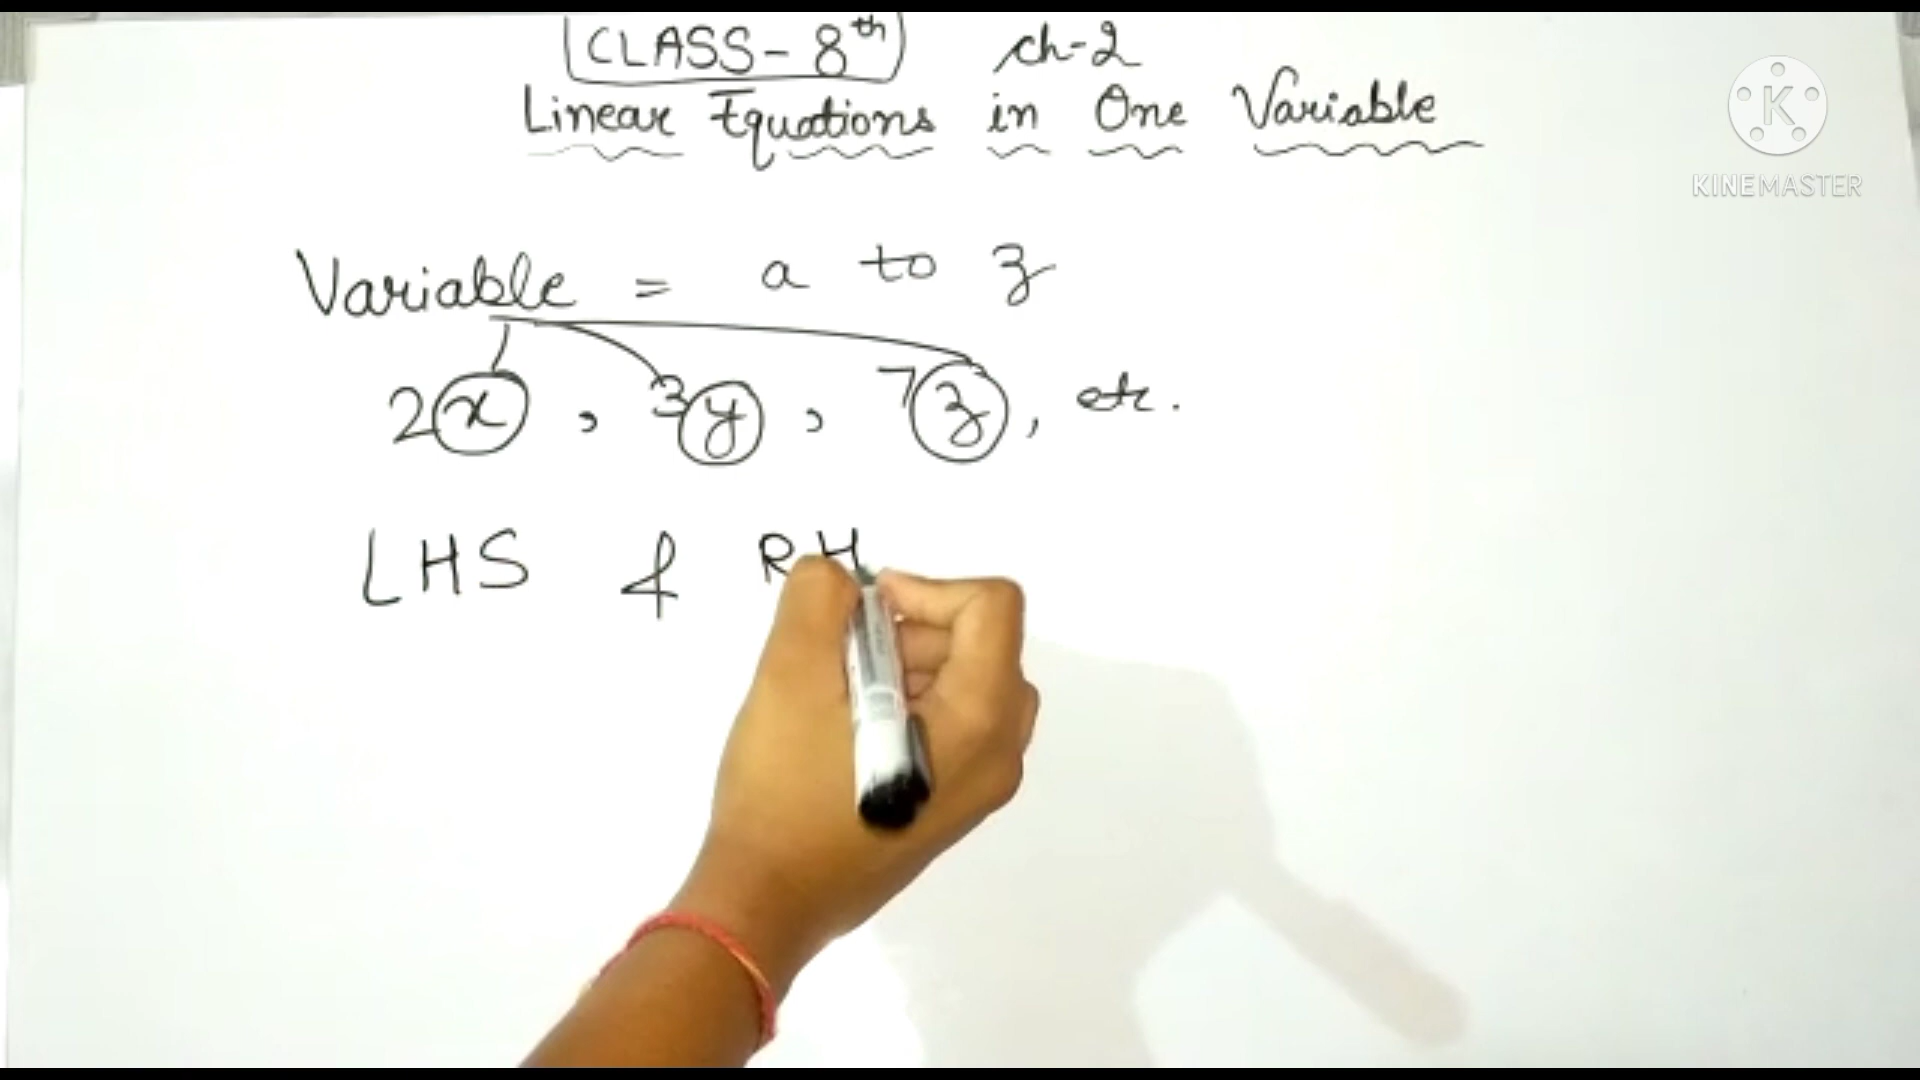 CLASS - 8th ch-2
Linear Equations in One Variable
KINEMASTER
Variable = a to z
2x, 3y, 7z, etc.
LHS & RH